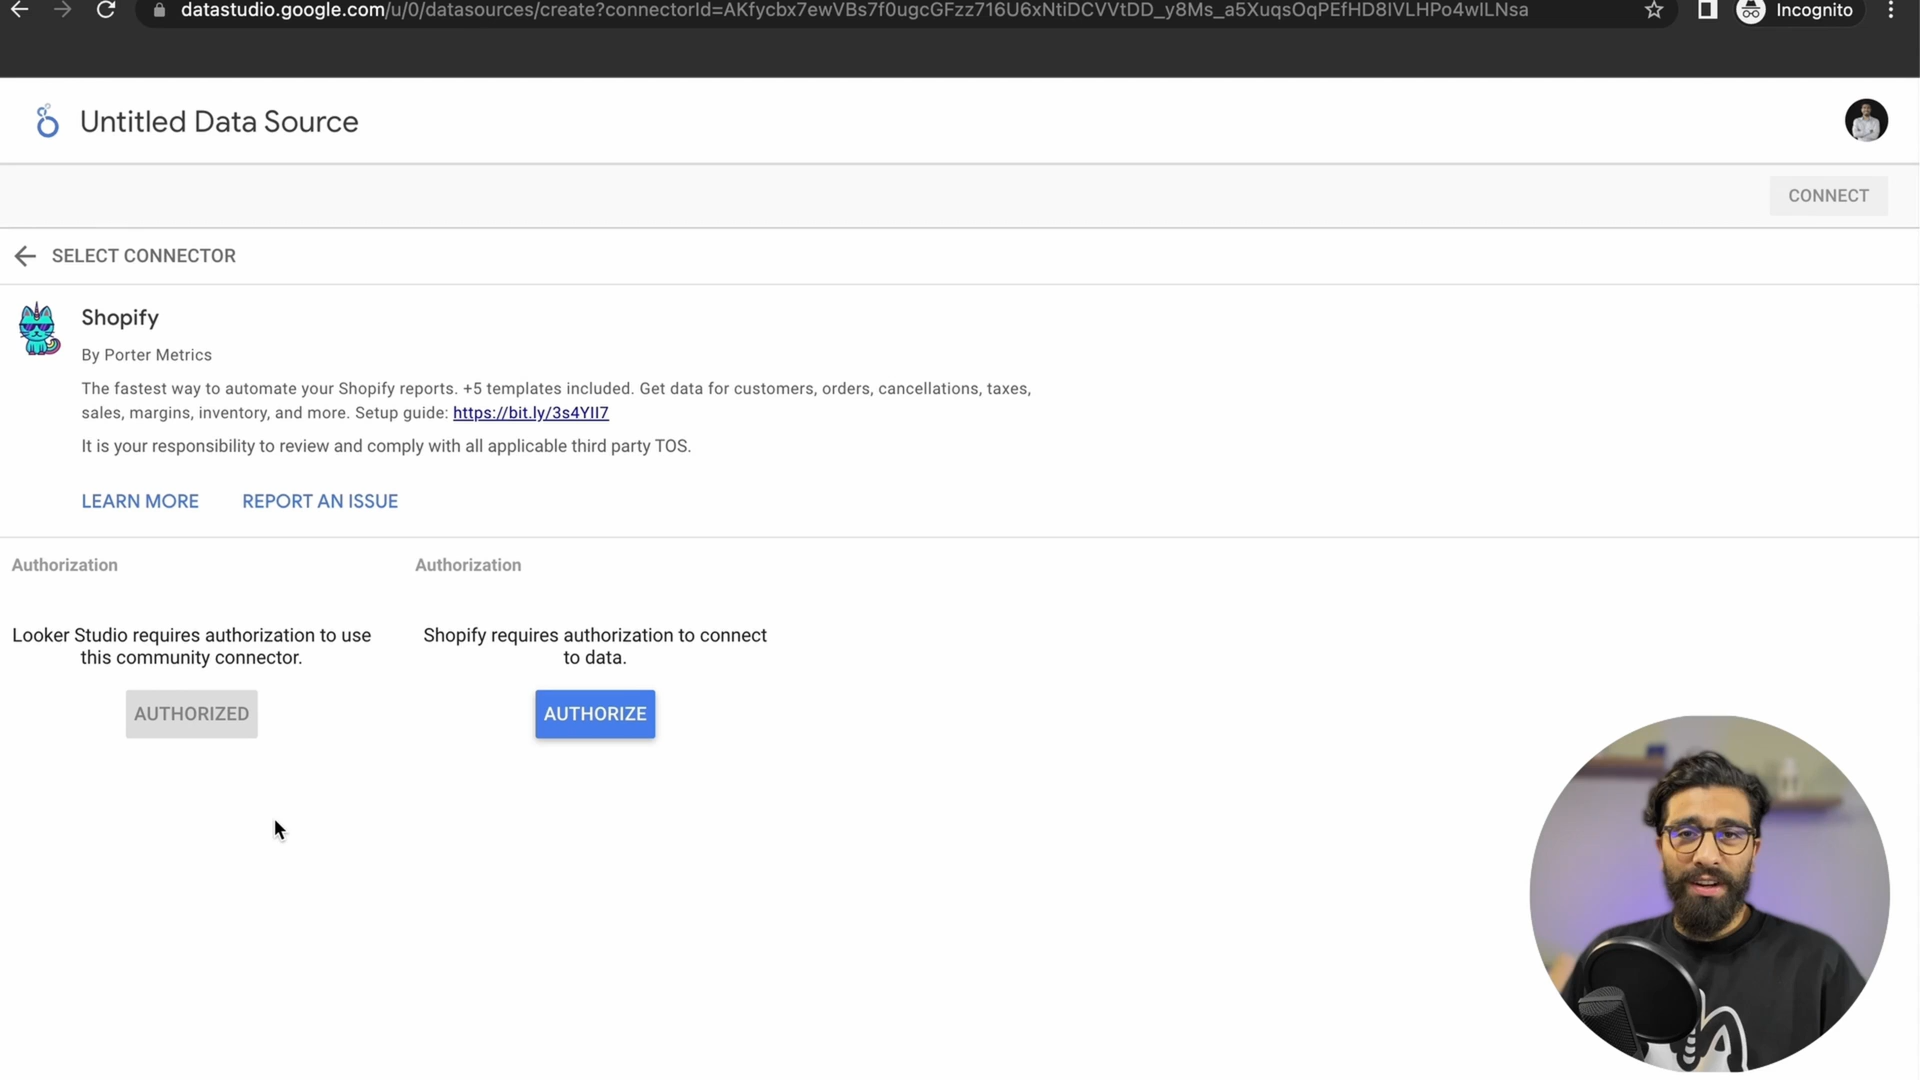 datastudio.google.com/u/0/datasources/create?connectorId=AKfycbx7ewVBs7f0ugcGFzz716U6xNtiDCVVtDD_y8Ms_a5XuqsOqPEfHD8IVLHPo4wILNsa
Incognito
Untitled Data Source
CONNECT
SELECT CONNECTOR
Shopify
By Porter Metrics
The fastest way to automate your Shopify reports. +5 templates included. Get data for customers, orders, cancellations, taxes,
sales, margins, inventory, and more. Setup guide: https://bit.ly/3s4YII7
It is your responsibility to review and comply with all applicable third party TOS.
LEARN MORE REPORT AN ISSUE
Authorization Authorization
Looker Studio requires authorization to use
this community connector.
AUTHORIZED
Shopify requires authorization to connect
to data.
AUTHORIZE